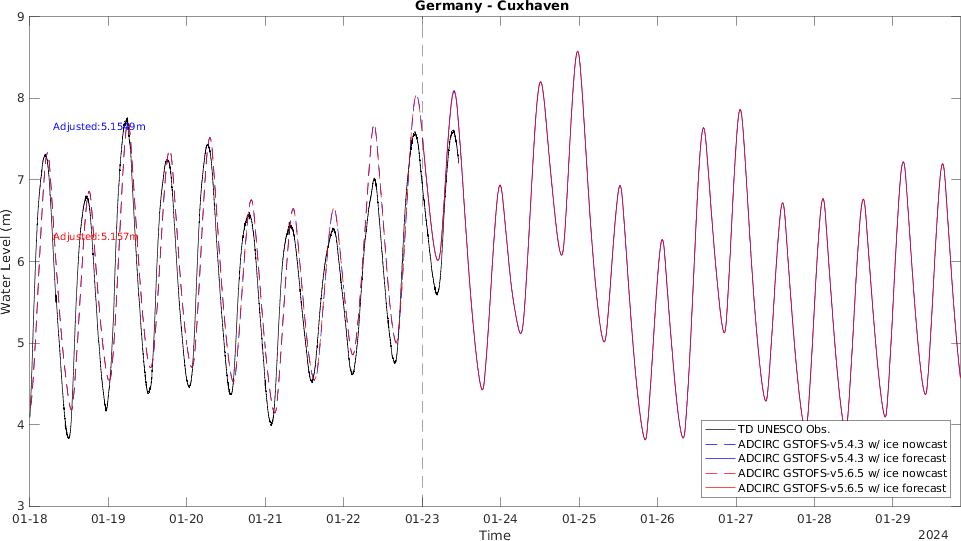 Germany - Cuxhaven
9
8
7
6
5
4
3
Water Level (m)
Adjusted:5.1579m
Adjusted:5.157m
TD UNESCO Obs.
ADCIRC GSTOFS-v5.4.3 w/ ice nowcast
ADCIRC GSTOFS-v5.4.3 w/ ice forecast
ADCIRC GSTOFS-v5.6.5 w/ ice nowcast
ADCIRC GSTOFS-v5.6.5 w/ ice forecast
01-18 01-19 01-20 01-21 01-22 01-23 01-24 01-25 01-26 01-27 01-28 01-29
Time
2024